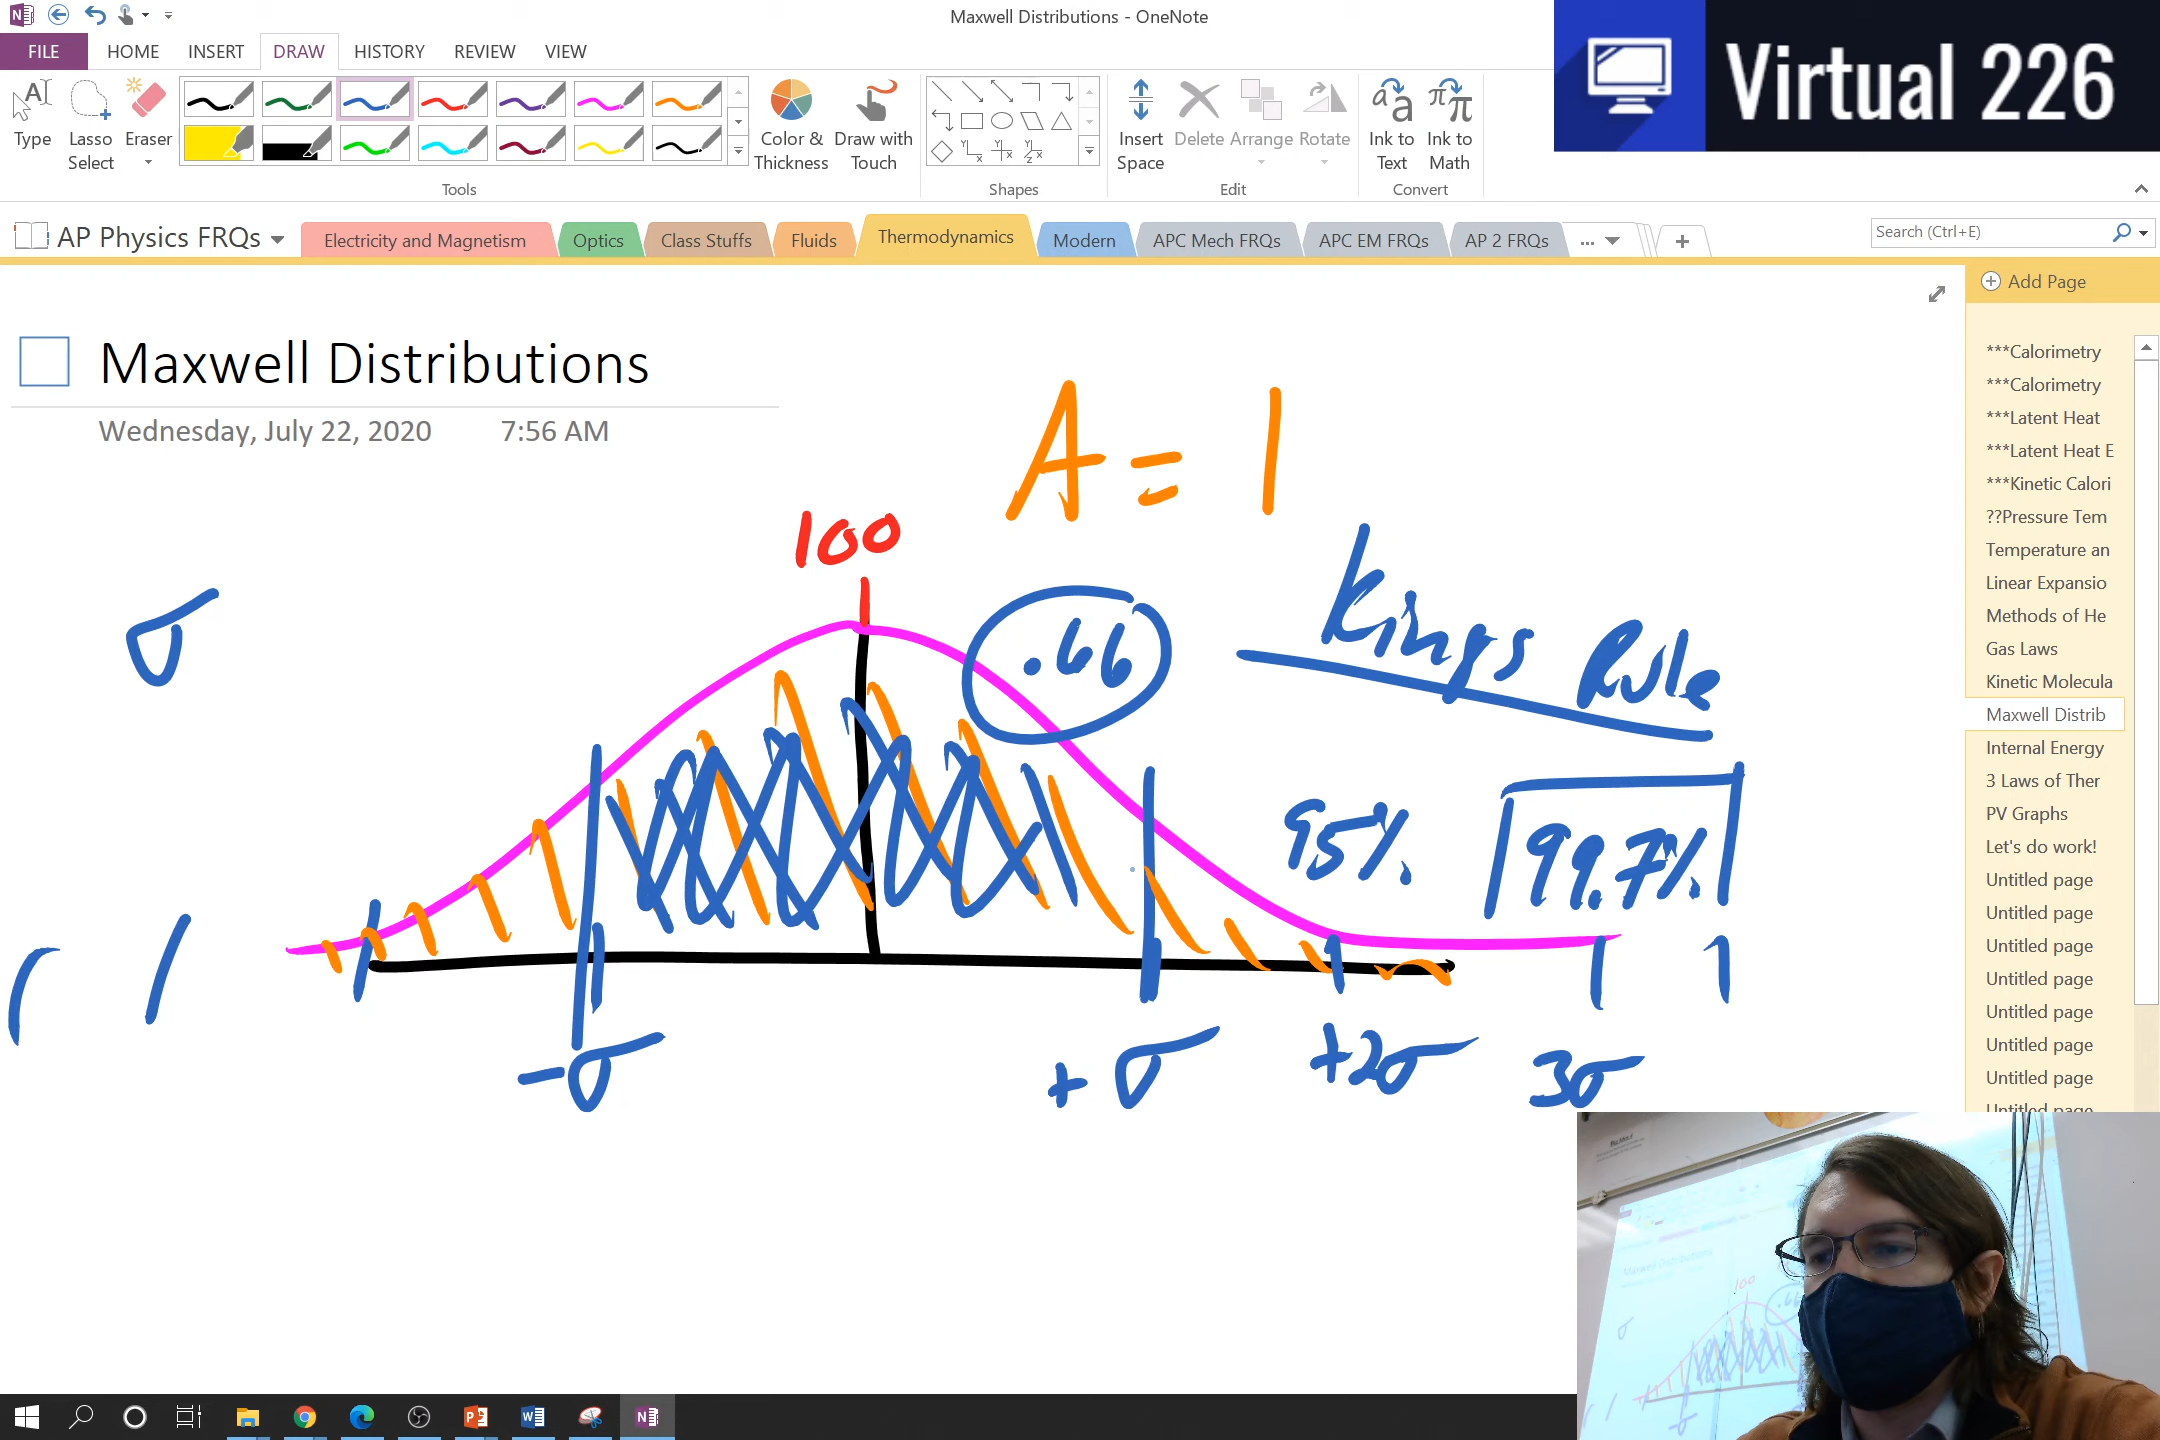 Maxwell Distributions - OneNote
Virtual 226
FILE HOME INSERT DRAW HISTORY REVIEW VIEW
Type Lasso Select Eraser Color & Thickness Draw with Touch Insert Space Delete Arrange Rotate Ink to Text Ink to Math
Tools Shapes Edit Convert
AP Physics FRQs Electricity and Magnetism Optics Class Stuffs Fluids Thermodynamics Modern APC Mech FRQs APC EM FRQs AP 2 FRQs ... Search (Ctrl+E)
Add Page
Maxwell Distributions
Wednesday, July 22, 2020 7:56 AM
A = 1
100
σ
.66
Kings Rule
95%
99.7%
-σ
+σ
+2σ
3σ
***Calorimetry
***Calorimetry
***Latent Heat
***Latent Heat E
***Kinetic Calori
??Pressure Tem
Temperature an
Linear Expansio
Methods of He
Gas Laws
Kinetic Molecula
Maxwell Distrib
Internal Energy
3 Laws of Ther
PV Graphs
Let's do work!
Untitled page
Untitled page
Untitled page
Untitled page
Untitled page
Untitled page
Untitled page
Untitled page